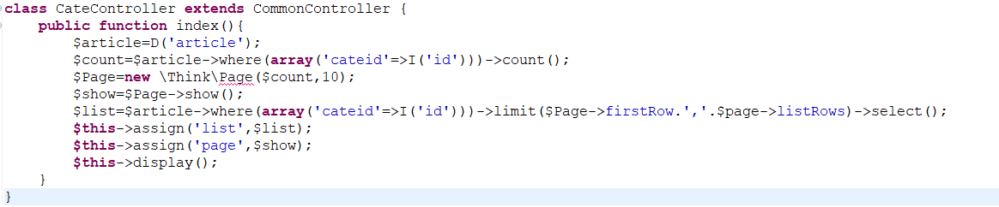 class CateController extends CommonController {
    public function index(){
        $article=D('article');
        $count=$article->where(array('cateid'=>I('id')))->count();
        $Page=new \Think\Page($count,10);
        $show=$Page->show();
        $list=$article->where(array('cateid'=>I('id')))->limit($Page->firstRow.','.$page->listRows)->select();
        $this->assign('list',$list);
        $this->assign('page',$show);
        $this->display();
    }
}